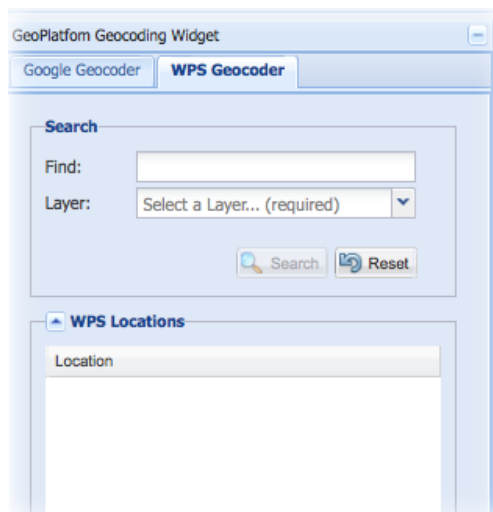 GeoPlatfom Geocoding Widget
Google Geocoder WPS Geocoder
Search
Find:
Layer: Select a Layer... (required)
Search Reset
WPS Locations
Location